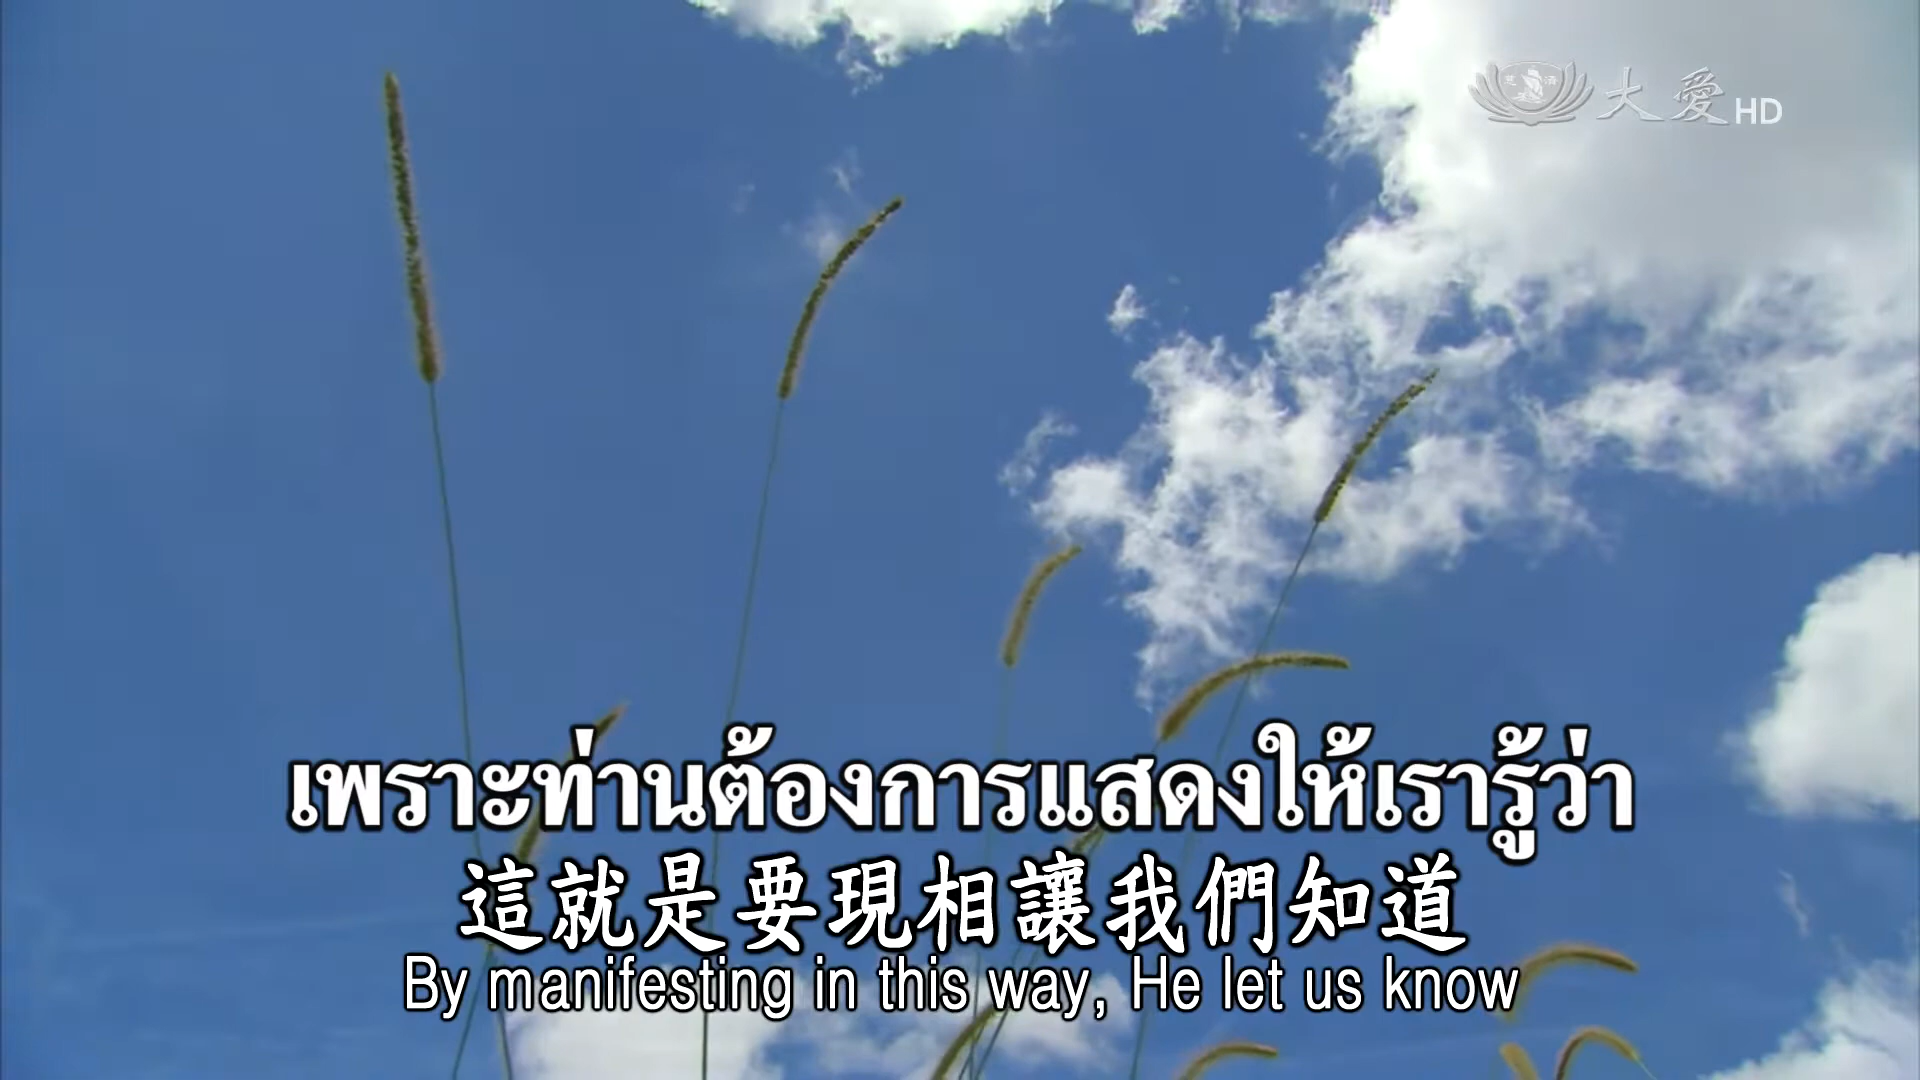 大愛HD
เพราะท่านต้องการแสดงให้เรารู้ว่า
這就是要現相讓我們知道
By manifesting in this way, He let us know